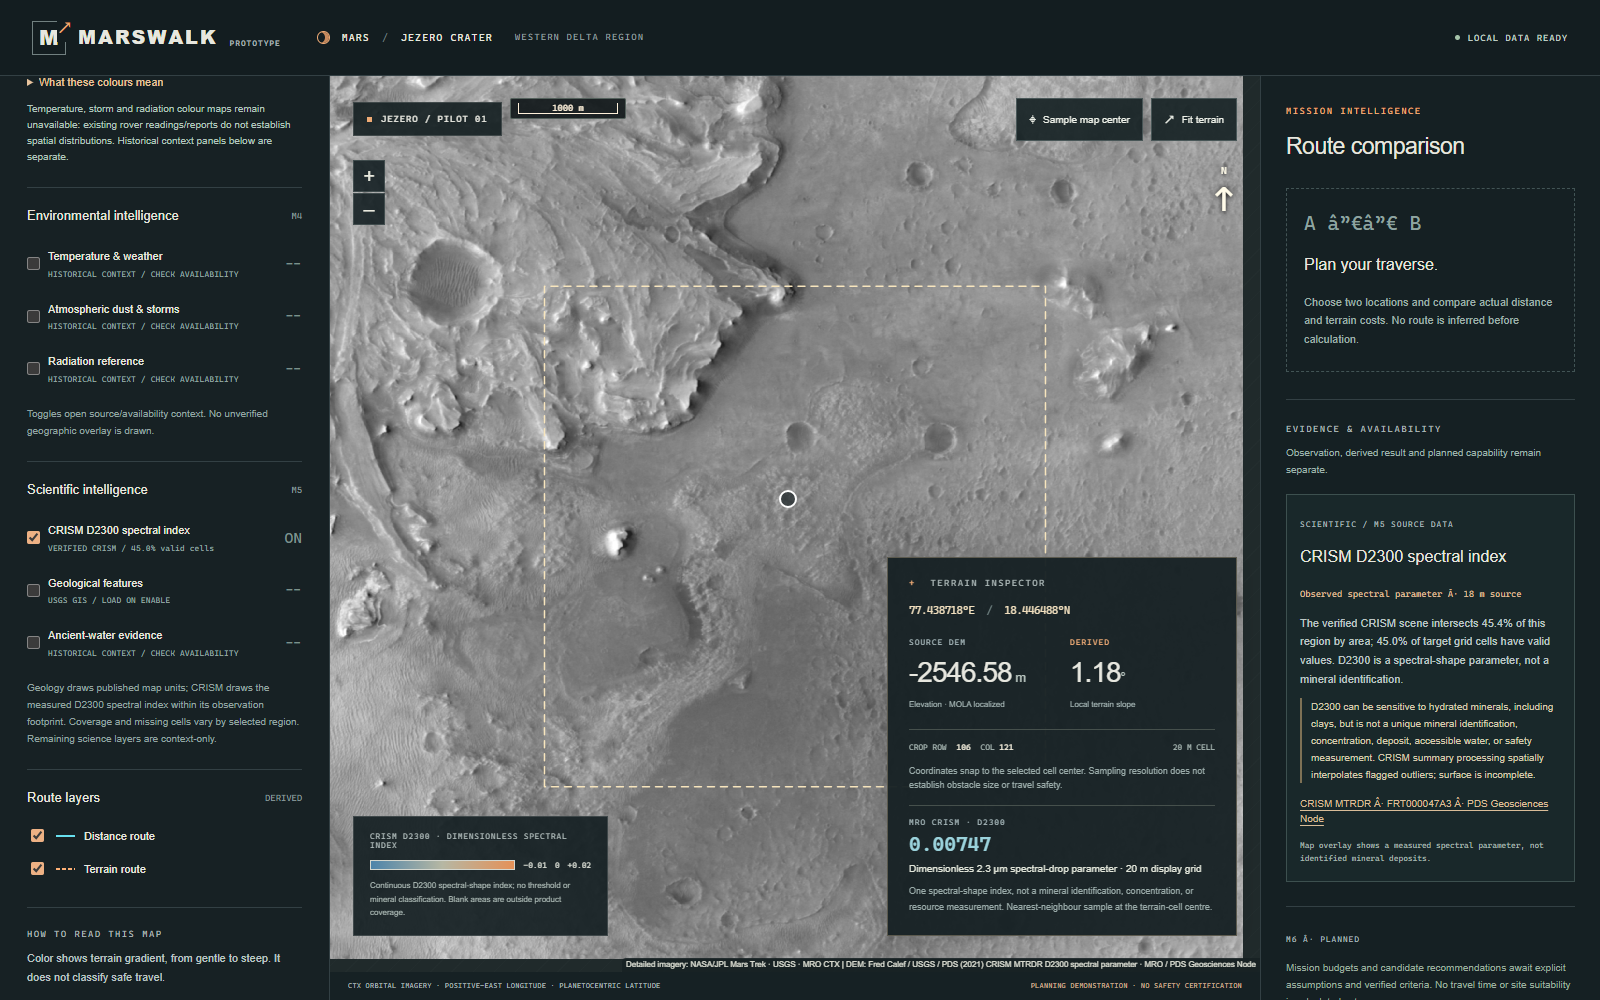 M MARSWALK PROTOTYPE
MARS / JEZERO CRATER WESTERN DELTA REGION
LOCAL DATA READY
What these colours mean
Temperature, storm and radiation colour maps remain
unavailable: existing rover readings/reports do not establish
spatial distributions. Historical context panels below are
separate.
Environmental intelligence M4
Temperature & weather --
HISTORICAL CONTEXT / CHECK AVAILABILITY
Atmospheric dust & storms --
HISTORICAL CONTEXT / CHECK AVAILABILITY
Radiation reference --
HISTORICAL CONTEXT / CHECK AVAILABILITY
Toggles open source/availability context. No unverified
geographic overlay is drawn.
Scientific intelligence M5
CRISM D2300 spectral index ON
VERIFIED CRISM / 45.0% valid cells
Geological features --
USGS GIS / LOAD ON ENABLE
Ancient-water evidence --
HISTORICAL CONTEXT / CHECK AVAILABILITY
Geology draws published map units; CRISM draws the
measured D2300 spectral index within its observation
footprint. Coverage and missing cells vary by selected region.
Remaining science layers are context-only.
Route layers DERIVED
Distance route
Terrain route
HOW TO READ THIS MAP
Color shows terrain gradient, from gentle to steep. It
does not classify safe travel.
JEZERO / PILOT 01
1000 m
Sample map center
Fit terrain
+
−
N
CRISM D2300 · DIMENSIONLESS SPECTRAL
INDEX
−0.01 0 +0.02
Continuous D2300 spectral-shape index; no threshold or
mineral classification. Blank areas are outside product
coverage.
+ TERRAIN INSPECTOR
77.438718°E / 18.446488°N
SOURCE DEM DERIVED
-2546.58 m 1.18°
Elevation · MOLA localized Local terrain slope
CROP ROW 106 COL 121 20 M CELL
Coordinates snap to the selected cell center. Sampling resolution does not
establish obstacle size or travel safety.
MRO CRISM · D2300
0.00747
Dimensionless 2.3 µm spectral-drop parameter · 20 m display grid
One spectral-shape index, not a mineral identification, concentration, or
resource measurement. Nearest-neighbour sample at the terrain-cell centre.
Detailed imagery: NASA/JPL Mars Trek · USGS · MRO CTX | DEM: Fred Calef / USGS / PDS (2021) CRISM MTRDR D2300 spectral parameter · MRO / PDS Geosciences Node
CTX ORBITAL IMAGERY · POSITIVE-EAST LONGITUDE · PLANETOCENTRIC LATITUDE
PLANNING DEMONSTRATION · NO SAFETY CERTIFICATION
MISSION INTELLIGENCE
Route comparison
A â”€â”€ B
Plan your traverse.
Choose two locations and compare actual distance
and terrain costs. No route is inferred before
calculation.
EVIDENCE & AVAILABILITY
Observation, derived result and planned capability remain
separate.
SCIENTIFIC / M5 SOURCE DATA
CRISM D2300 spectral index
Observed spectral parameter Â· 18 m source
The verified CRISM scene intersects 45.4% of this
region by area; 45.0% of target grid cells have valid
values. D2300 is a spectral-shape parameter, not a
mineral identification.
D2300 can be sensitive to hydrated minerals, including
clays, but is not a unique mineral identification,
concentration, deposit, accessible water, or safety
measurement. CRISM summary processing spatially
interpolates flagged outliers; surface is incomplete.
CRISM MTRDR Â· FRT000047A3 Â· PDS Geosciences
Node
Map overlay shows a measured spectral parameter, not
identified mineral deposits.
M6 Â· PLANNED
Mission budgets and candidate recommendations await explicit
assumptions and verified criteria. No travel time or site suitability